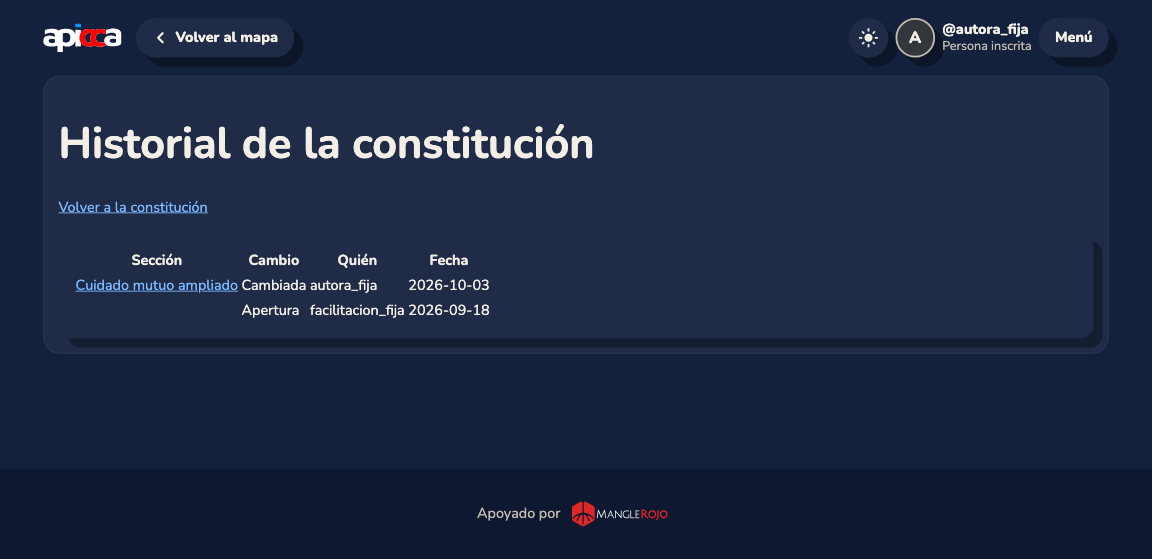 apicca
Volver al mapa
A
@autora_fija
Persona inscrita
Menú
Historial de la constitución
Volver a la constitución
Sección Cambio Quién Fecha
Cuidado mutuo ampliado Cambiada autora_fija 2026-10-03
Apertura facilitacion_fija 2026-09-18
Apoyado por MANGLEROJO